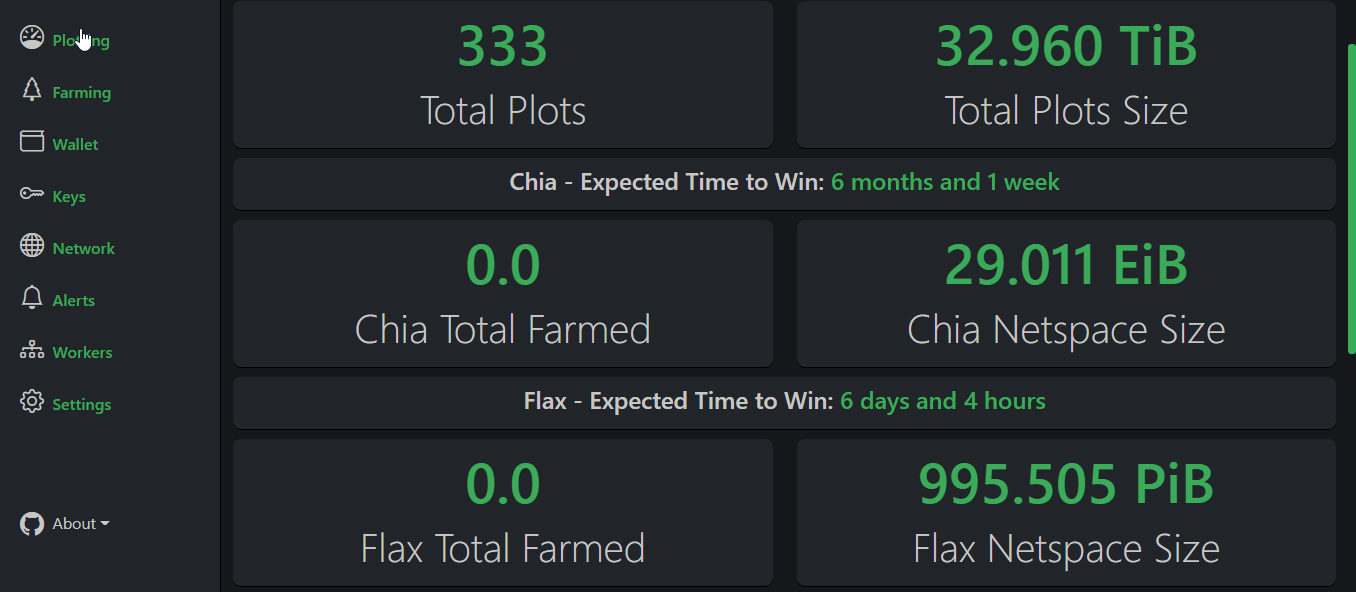 Plotting
Farming
Wallet
Keys
Network
Alerts
Workers
Settings
About
333
Total Plots
32.960 TiB
Total Plots Size
Chia - Expected Time to Win: 6 months and 1 week
0.0
Chia Total Farmed
29.011 EiB
Chia Netspace Size
Flax - Expected Time to Win: 6 days and 4 hours
0.0
Flax Total Farmed
995.505 PiB
Flax Netspace Size